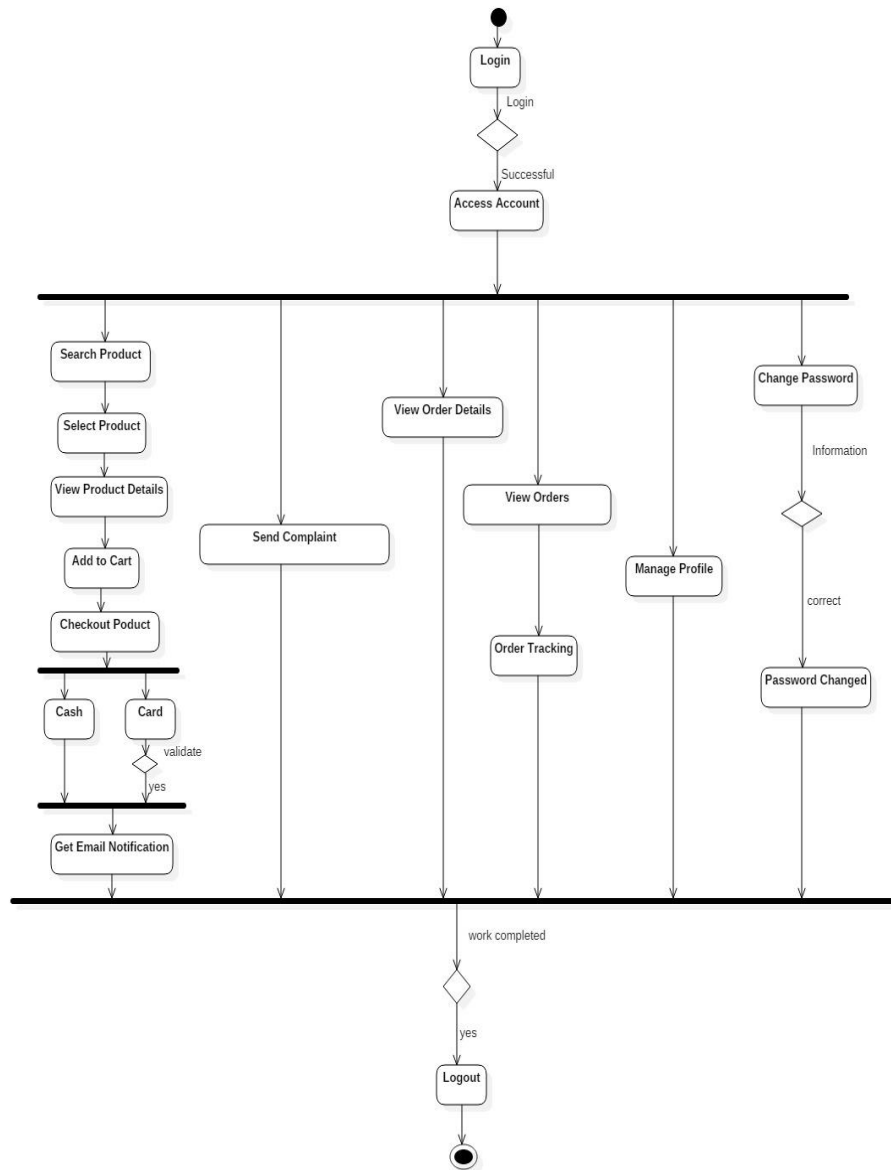 Login
Login
Successful
Access Account
Search Product
Select Product
View Product Details
Add to Cart
Checkout Poduct
Cash
Card
validate
yes
Get Email Notification
Send Complaint
View Order Details
View Orders
Order Tracking
Manage Profile
Change Password
Information
correct
Password Changed
work completed
yes
Logout